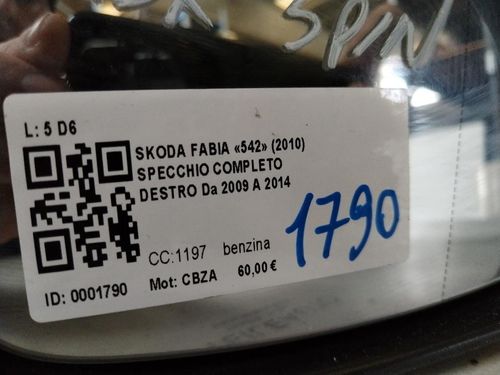 SPIN
L: 5 D6
SKODA FABIA «542» (2010)
SPECCHIO COMPLETO
DESTRO Da 2009 A 2014
1790
CC:1197 benzina
Mot: CBZA 60,00 €
ID: 0001790